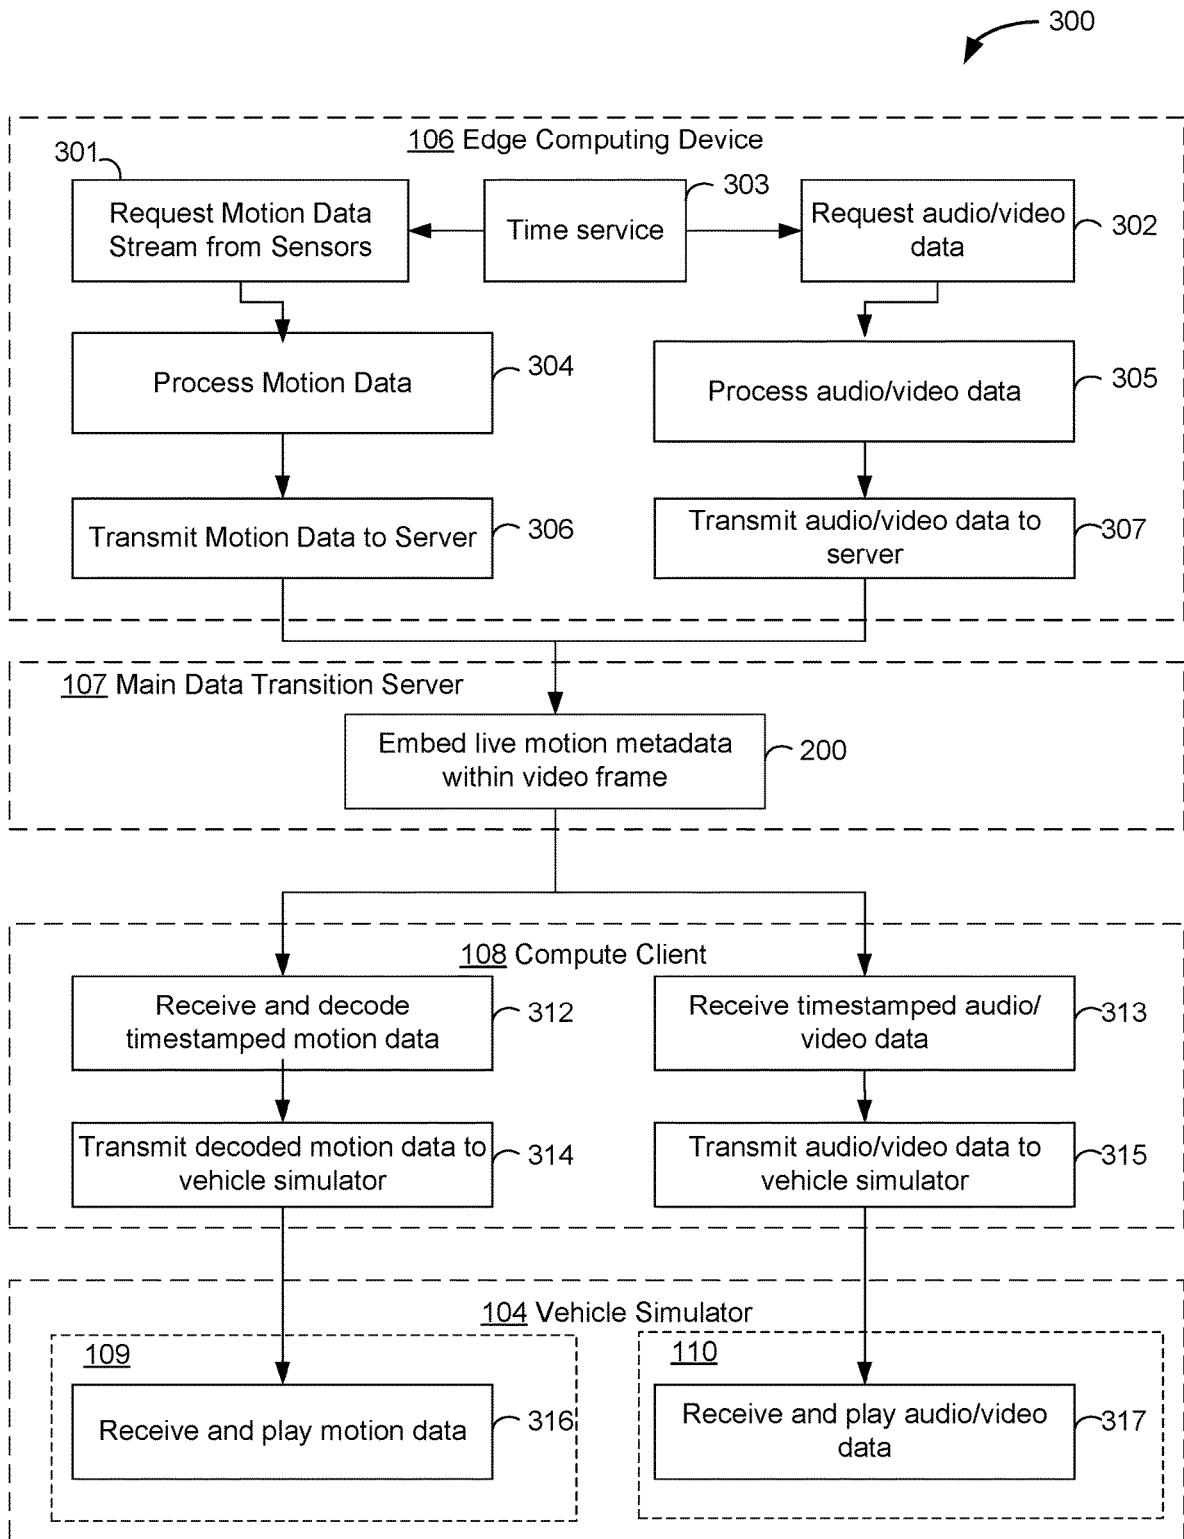 300
106 Edge Computing Device
301
Request Motion Data
Stream from Sensors
Time service
303
Request audio/video
data
302
Process Motion Data
304
Process audio/video data
305
Transmit Motion Data to Server
306
Transmit audio/video data to
server
307
107 Main Data Transition Server
Embed live motion metadada
within video frame
200
108 Compute Client
Receive and decode
timestamped motion data
312
Receive timestamped audio/
video data
313
Transmit decoded motion data to
vehicle simulator
314
Transmit audio/video data to
vehicle simulator
315
104 Vehicle Simulator
109
Receive and play motion data
316
110
Receive and play audio/video
data
317